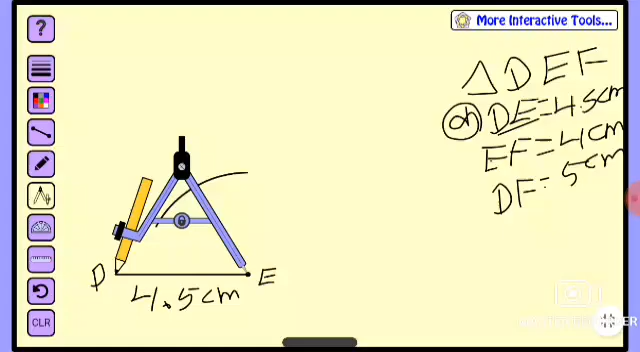 ?
More Interactive Tools...
△DEF
a) DE=4.5cm
EF=4cm
DF=5cm
D E
4.5cm
CLR